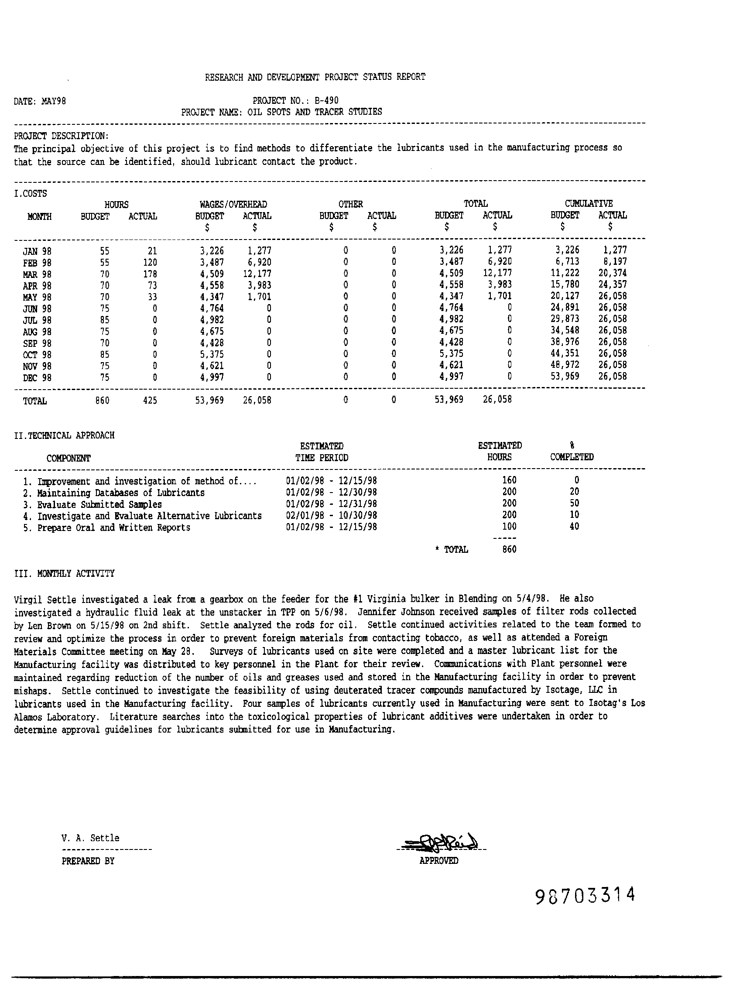 RESEARCH AND DEVELOPMENT PROJECT STATUS REPORT
DATE: MAY98 PROJECT NO.: B-490
PROJECT NAME: OIL SPOTS AND TRACER STUDIES
PROJECT DESCRIPTION:
The principal objective of this project is to find methods to differentiate the lubricants used in the manufacturing process so
that the source can be identified, should lubricant contact the product.
I.COSTS
HOURS WAGES/OVERHEAD OTHER TOTAL CUMULATIVE
MONTH BUDGET ACTUAL BUDGET ACTUAL BUDGET ACTUAL BUDGET ACTUAL BUDGET ACTUAL
$ $ $ $ $ $ $ $
JAN 98 55 21 3,226 1,277 0 0 3,226 1,277 3,226 1,277
FEB 98 55 120 3,487 6,920 0 0 3,487 6,920 6,713 8,197
MAR 98 70 178 4,509 12,177 0 0 4,509 12,177 11,222 20,374
APR 98 70 73 4,558 3,983 0 0 4,558 3,983 15,780 24,357
MAY 98 70 33 4,347 1,701 0 0 4,347 1,701 20,127 26,058
JUN 98 75 0 4,764 0 0 0 4,764 0 24,891 26,058
JUL 98 85 0 4,982 0 0 0 4,982 0 29,873 26,058
AUG 98 75 0 4,675 0 0 0 4,675 0 34,548 26,058
SEP 98 70 0 4,428 0 0 0 4,428 0 38,976 26,058
OCT 98 85 0 5,375 0 0 0 5,375 0 44,351 26,058
NOV 98 75 0 4,621 0 0 0 4,621 0 48,972 26,058
DEC 98 75 0 4,997 0 0 0 4,997 0 53,969 26,058
TOTAL 860 425 53,969 26,058 0 0 53,969 26,058
II.TECHNICAL APPROACH
ESTIMATED ESTIMATED %
COMPONENT TIME PERIOD HOURS COMPLETED
1. Improvement and investigation of method of.... 01/02/98 - 12/15/98 160 0
2. Maintaining Databases of Lubricants 01/02/98 - 12/30/98 200 20
3. Evaluate Submitted Samples 01/02/98 - 12/31/98 200 50
4. Investigate and Evaluate Alternative Lubricants 02/01/98 - 10/30/98 200 10
5. Prepare Oral and Written Reports 01/02/98 - 12/15/98 100 40
* TOTAL 860
III. MONTHLY ACTIVITY
Virgil Settle investigated a leak from a gearbox on the feeder for the #1 Virginia bulker in Blending on 5/4/98. He also
investigated a hydraulic fluid leak at the unstacker in TPP on 5/6/98. Jennifer Johnson received samples of filter rods collected
by Len Brown on 5/15/98 on 2nd shift. Settle analyzed the rods for oil. Settle continued activities related to the team formed to
review and optimize the process in order to prevent foreign materials from contacting tobacco, as well as attended a Foreign
Materials Committee meeting on May 28. Surveys of lubricants used on site were completed and a master lubricant list for the
Manufacturing facility was distributed to key personnel in the Plant for their review. Communications with Plant personnel were
maintained regarding reduction of the number of oils and greases used and stored in the Manufacturing facility in order to prevent
mishaps. Settle continued to investigate the feasibility of using deuterated tracer compounds manufactured by Isotage, LLC in
lubricants used in the Manufacturing facility. Four samples of lubricants currently used in Manufacturing were sent to Isotag's Los
Alamos Laboratory. Literature searches into the toxicological properties of lubricant additives were undertaken in order to
determine approval guidelines for lubricants submitted for use in Manufacturing.
V. A. Settle
PREPARED BY APPROVED
98703314